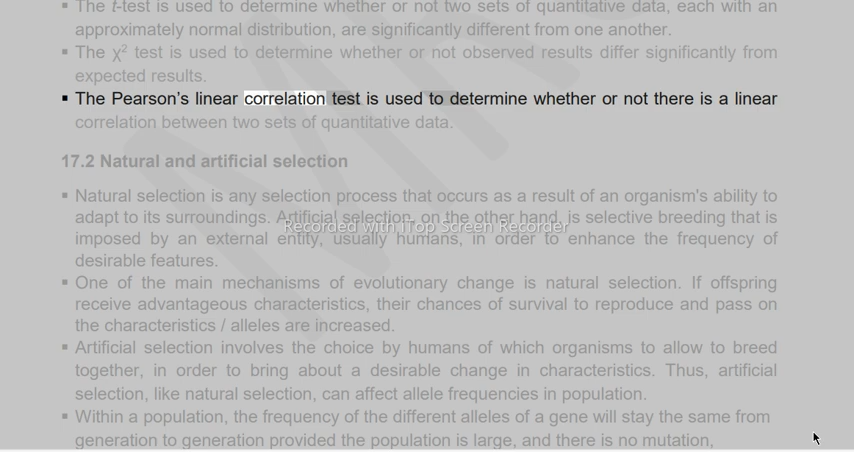 ▪ The t-test is used to determine whether or not two sets of quantitative data, each with an
approximately normal distribution, are significantly different from one another.
▪ The χ² test is used to determine whether or not observed results differ significantly from
expected results.
▪ The Pearson’s linear correlation test is used to determine whether or not there is a linear
correlation between two sets of quantitative data.
17.2 Natural and artificial selection
▪ Natural selection is any selection process that occurs as a result of an organism's ability to
adapt to its surroundings. Artificial selection, on the other hand, is selective breeding that is
Recorded with iTop Screen Recorder
imposed by an external entity, usually humans, in order to enhance the frequency of
desirable features.
▪ One of the main mechanisms of evolutionary change is natural selection. If offspring
receive advantageous characteristics, their chances of survival to reproduce and pass on
the characteristics / alleles are increased.
▪ Artificial selection involves the choice by humans of which organisms to allow to breed
together, in order to bring about a desirable change in characteristics. Thus, artificial
selection, like natural selection, can affect allele frequencies in population.
▪ Within a population, the frequency of the different alleles of a gene will stay the same from
generation to generation provided the population is large, and there is no mutation,